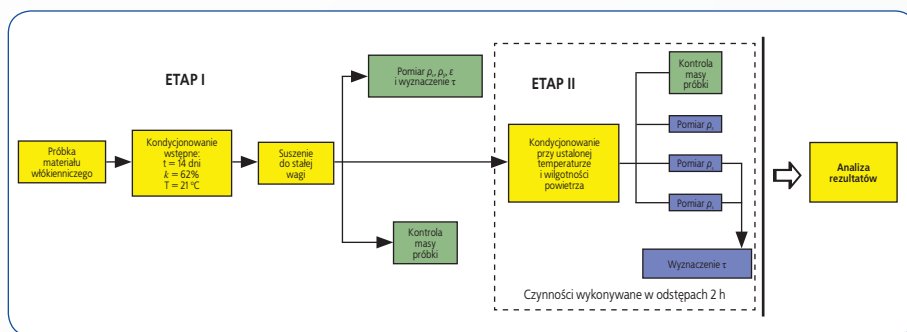 ETAP I
Próbka
materiału
włókienniczego
Kondycjonowanie
wstępne:
t = 14 dni
k = 62%
T = 21 °C
Suszenie
do stałej
wagi
i wyznaczenie τ
Kontrola
masy
próbki
ETAP II
Kondycjonowanie
przy ustalonej
temperaturze
i wilgotności
powietrza
Kontrola
masy
próbki
Pomiar
Pomiar
Pomiar
Wyznaczenie τ
Czynności wykonywane w odstępach 2 h
Analiza
rezultatów